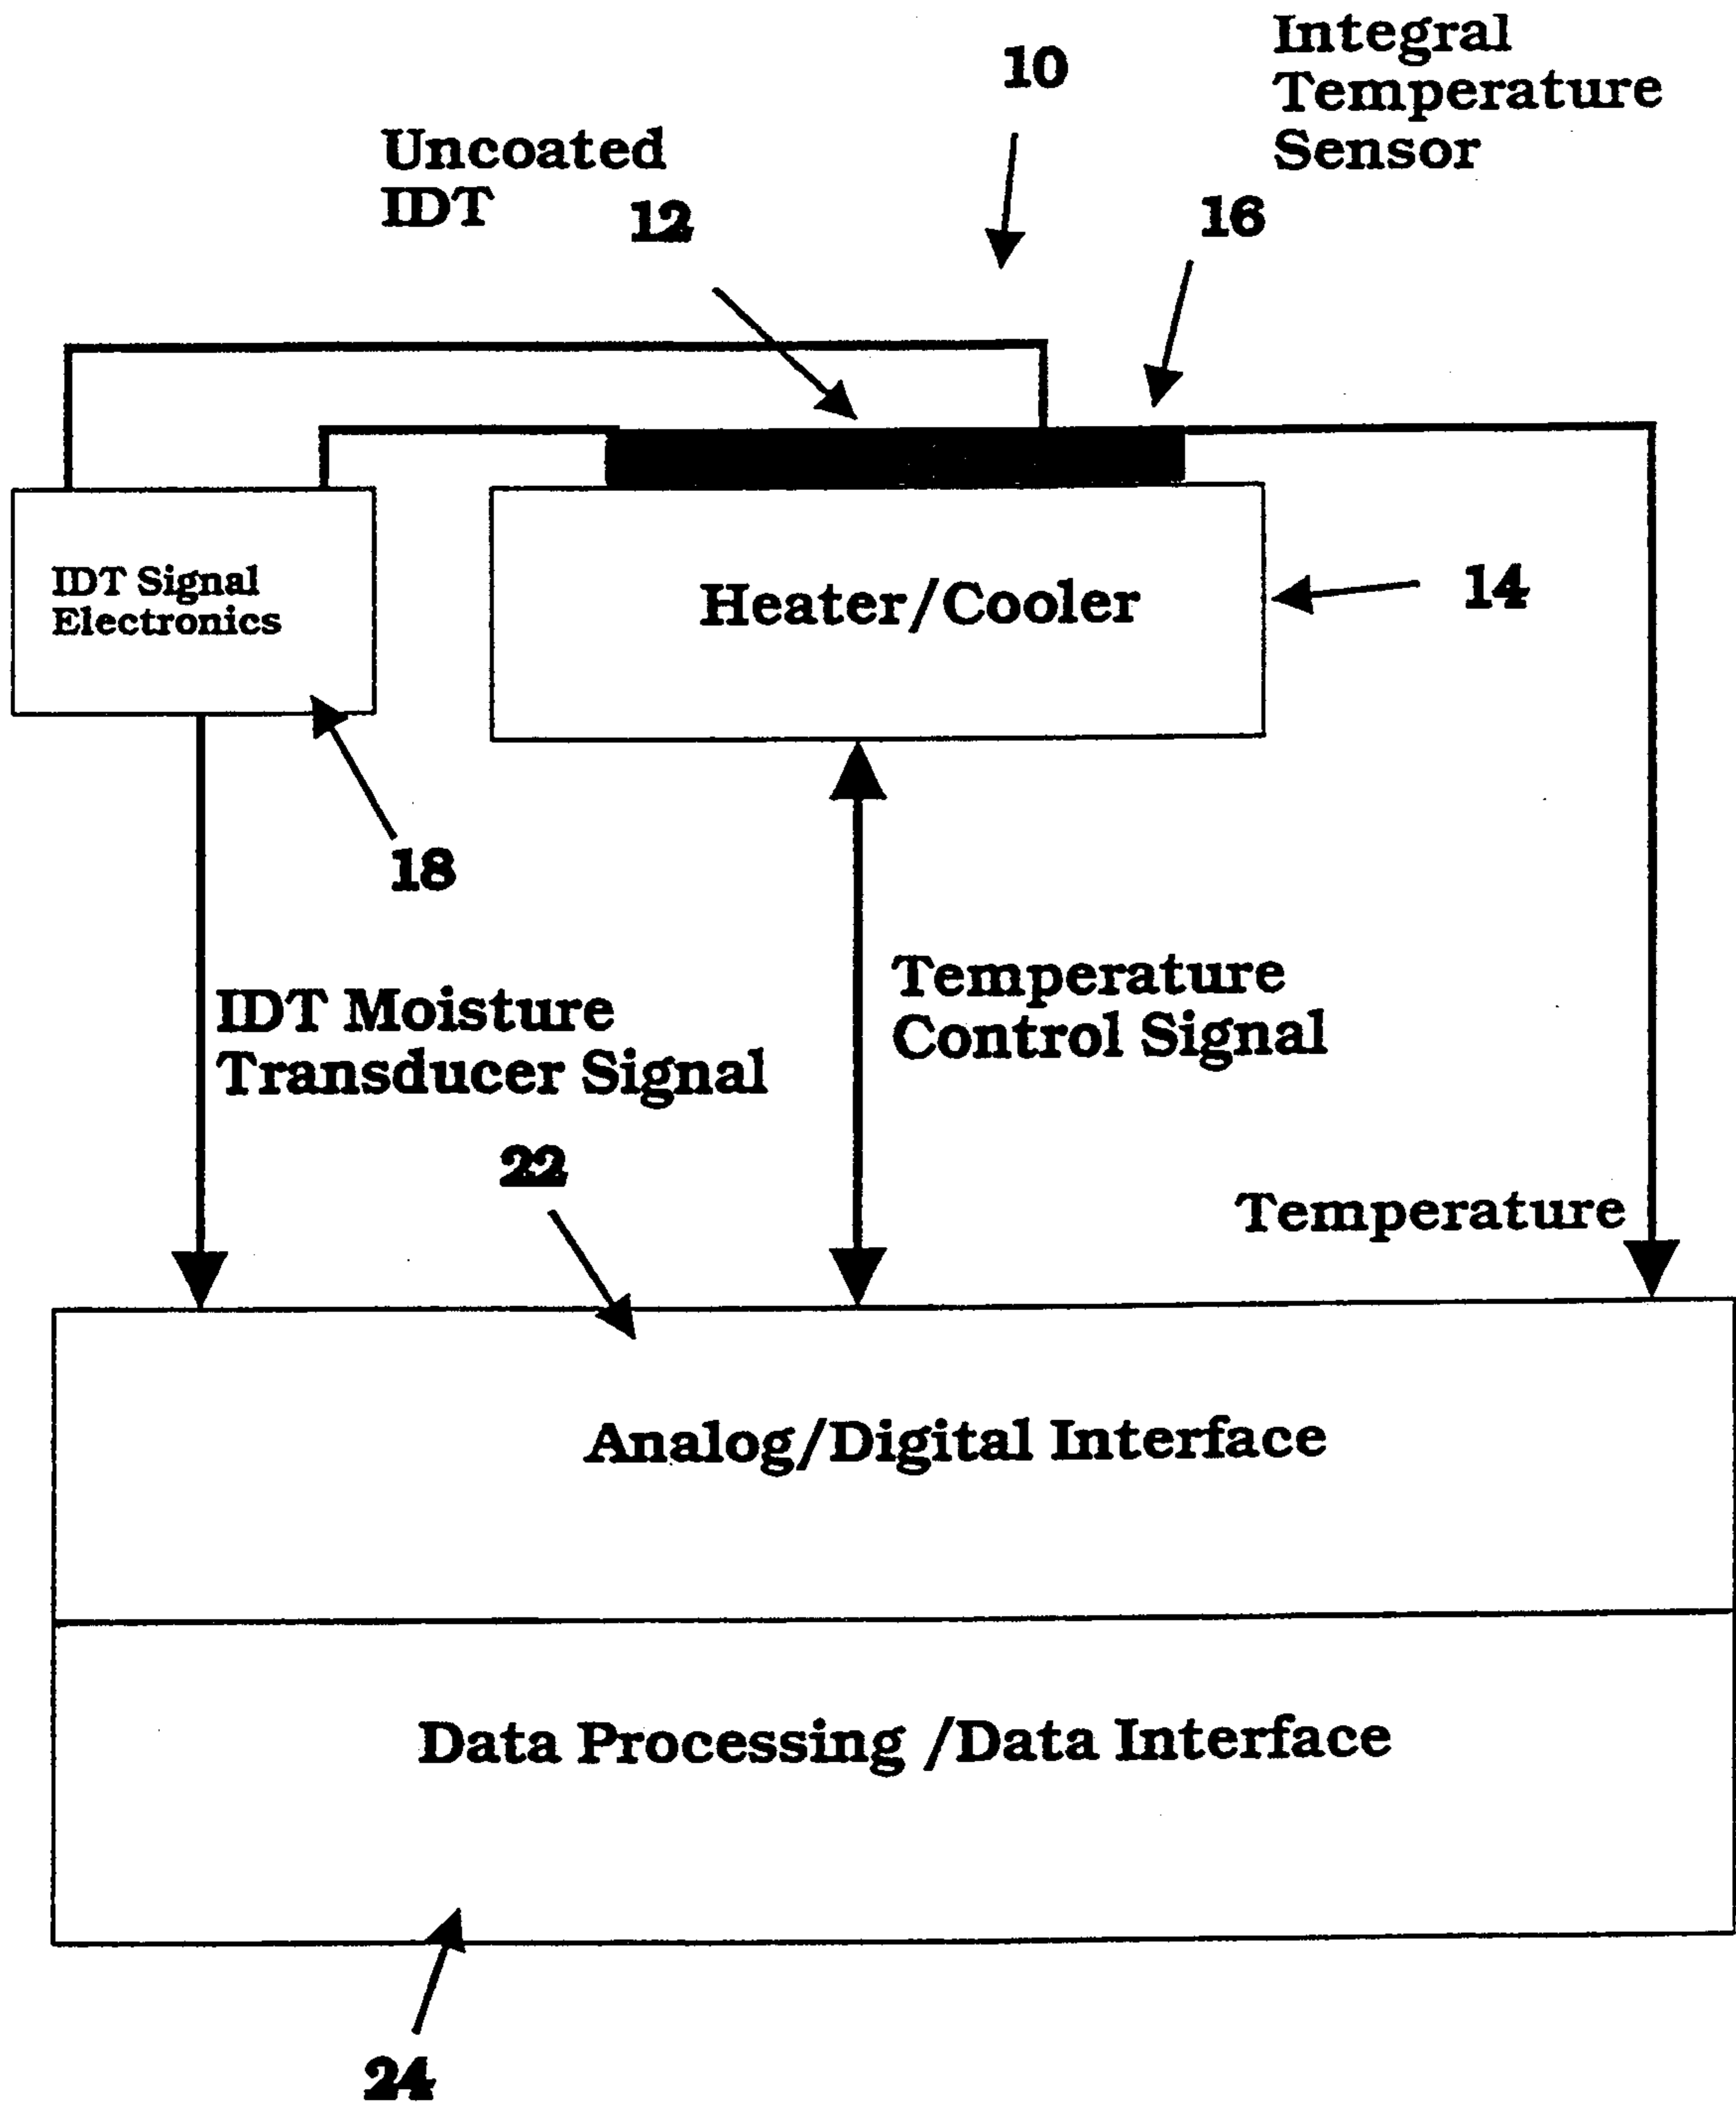 10
Integral
Temperature
Sensor
Uncoated
IDT
12
16
IDT Signal
Electronics
Heater/Cooler
14
18
IDT Moisture
Transducer Signal
Temperature
Control Signal
22
Temperature
Analog/Digital Interface
Data Processing /Data Interface
24